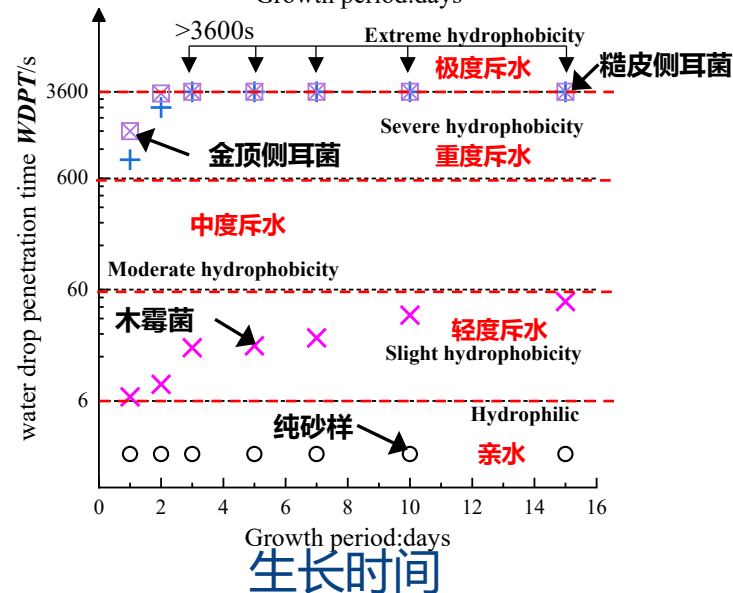 Growth period:days
>3600s
Extreme hydrophobicity
极度斥水
糙皮侧耳菌
3600
Severe hydrophobicity
金顶侧耳菌
重度斥水
600
中度斥水
Moderate hydrophobicity
60
木霉菌
轻度斥水
Slight hydrophobicity
6
Hydrophilic
纯砂样
亲水
water drop penetration time WDPT/s
0 2 4 6 8 10 12 14 16
Growth period:days
生长时间